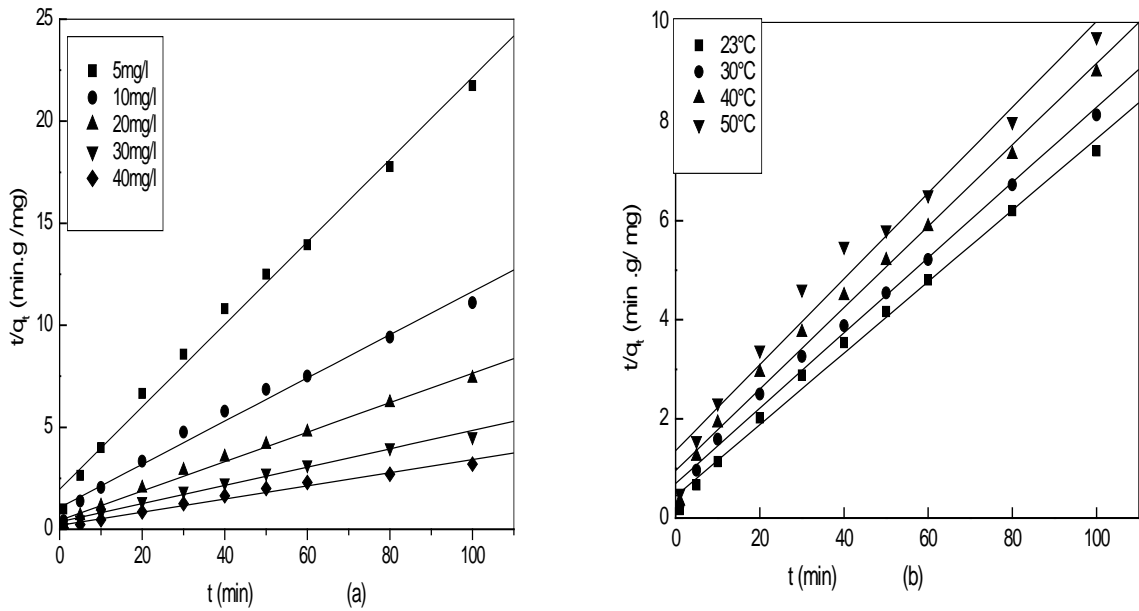 25
20
15
10
5
0
t/qt (min.g /mg)
5mg/l
10mg/l
20mg/l
30mg/l
40mg/l
0 20 40 60 80 100
t (min) (a)
10
8
6
4
2
0
t/qt (min .g/ mg)
23°C
30°C
40°C
50°C
0 20 40 60 80 100
t (min) (b)